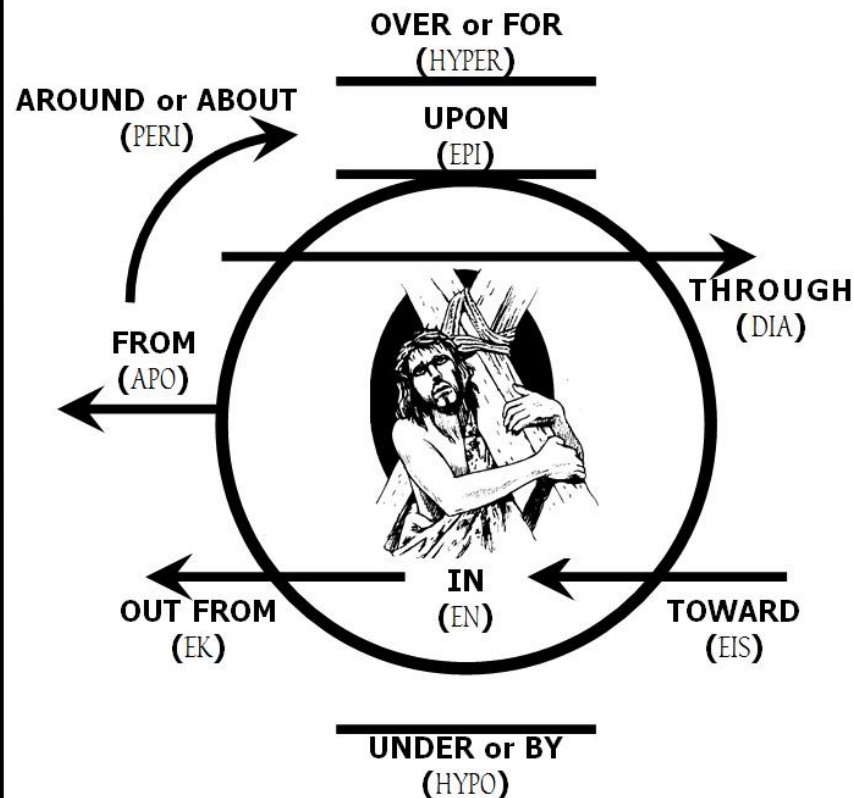 OVER or FOR
(HYPER)
AROUND or ABOUT
(PERI)
UPON
(EPI)
THROUGH
(DIA)
FROM
(APO)
IN
(EN)
OUT FROM
(EK)
TOWARD
(EIS)
UNDER or BY
(HYPO)